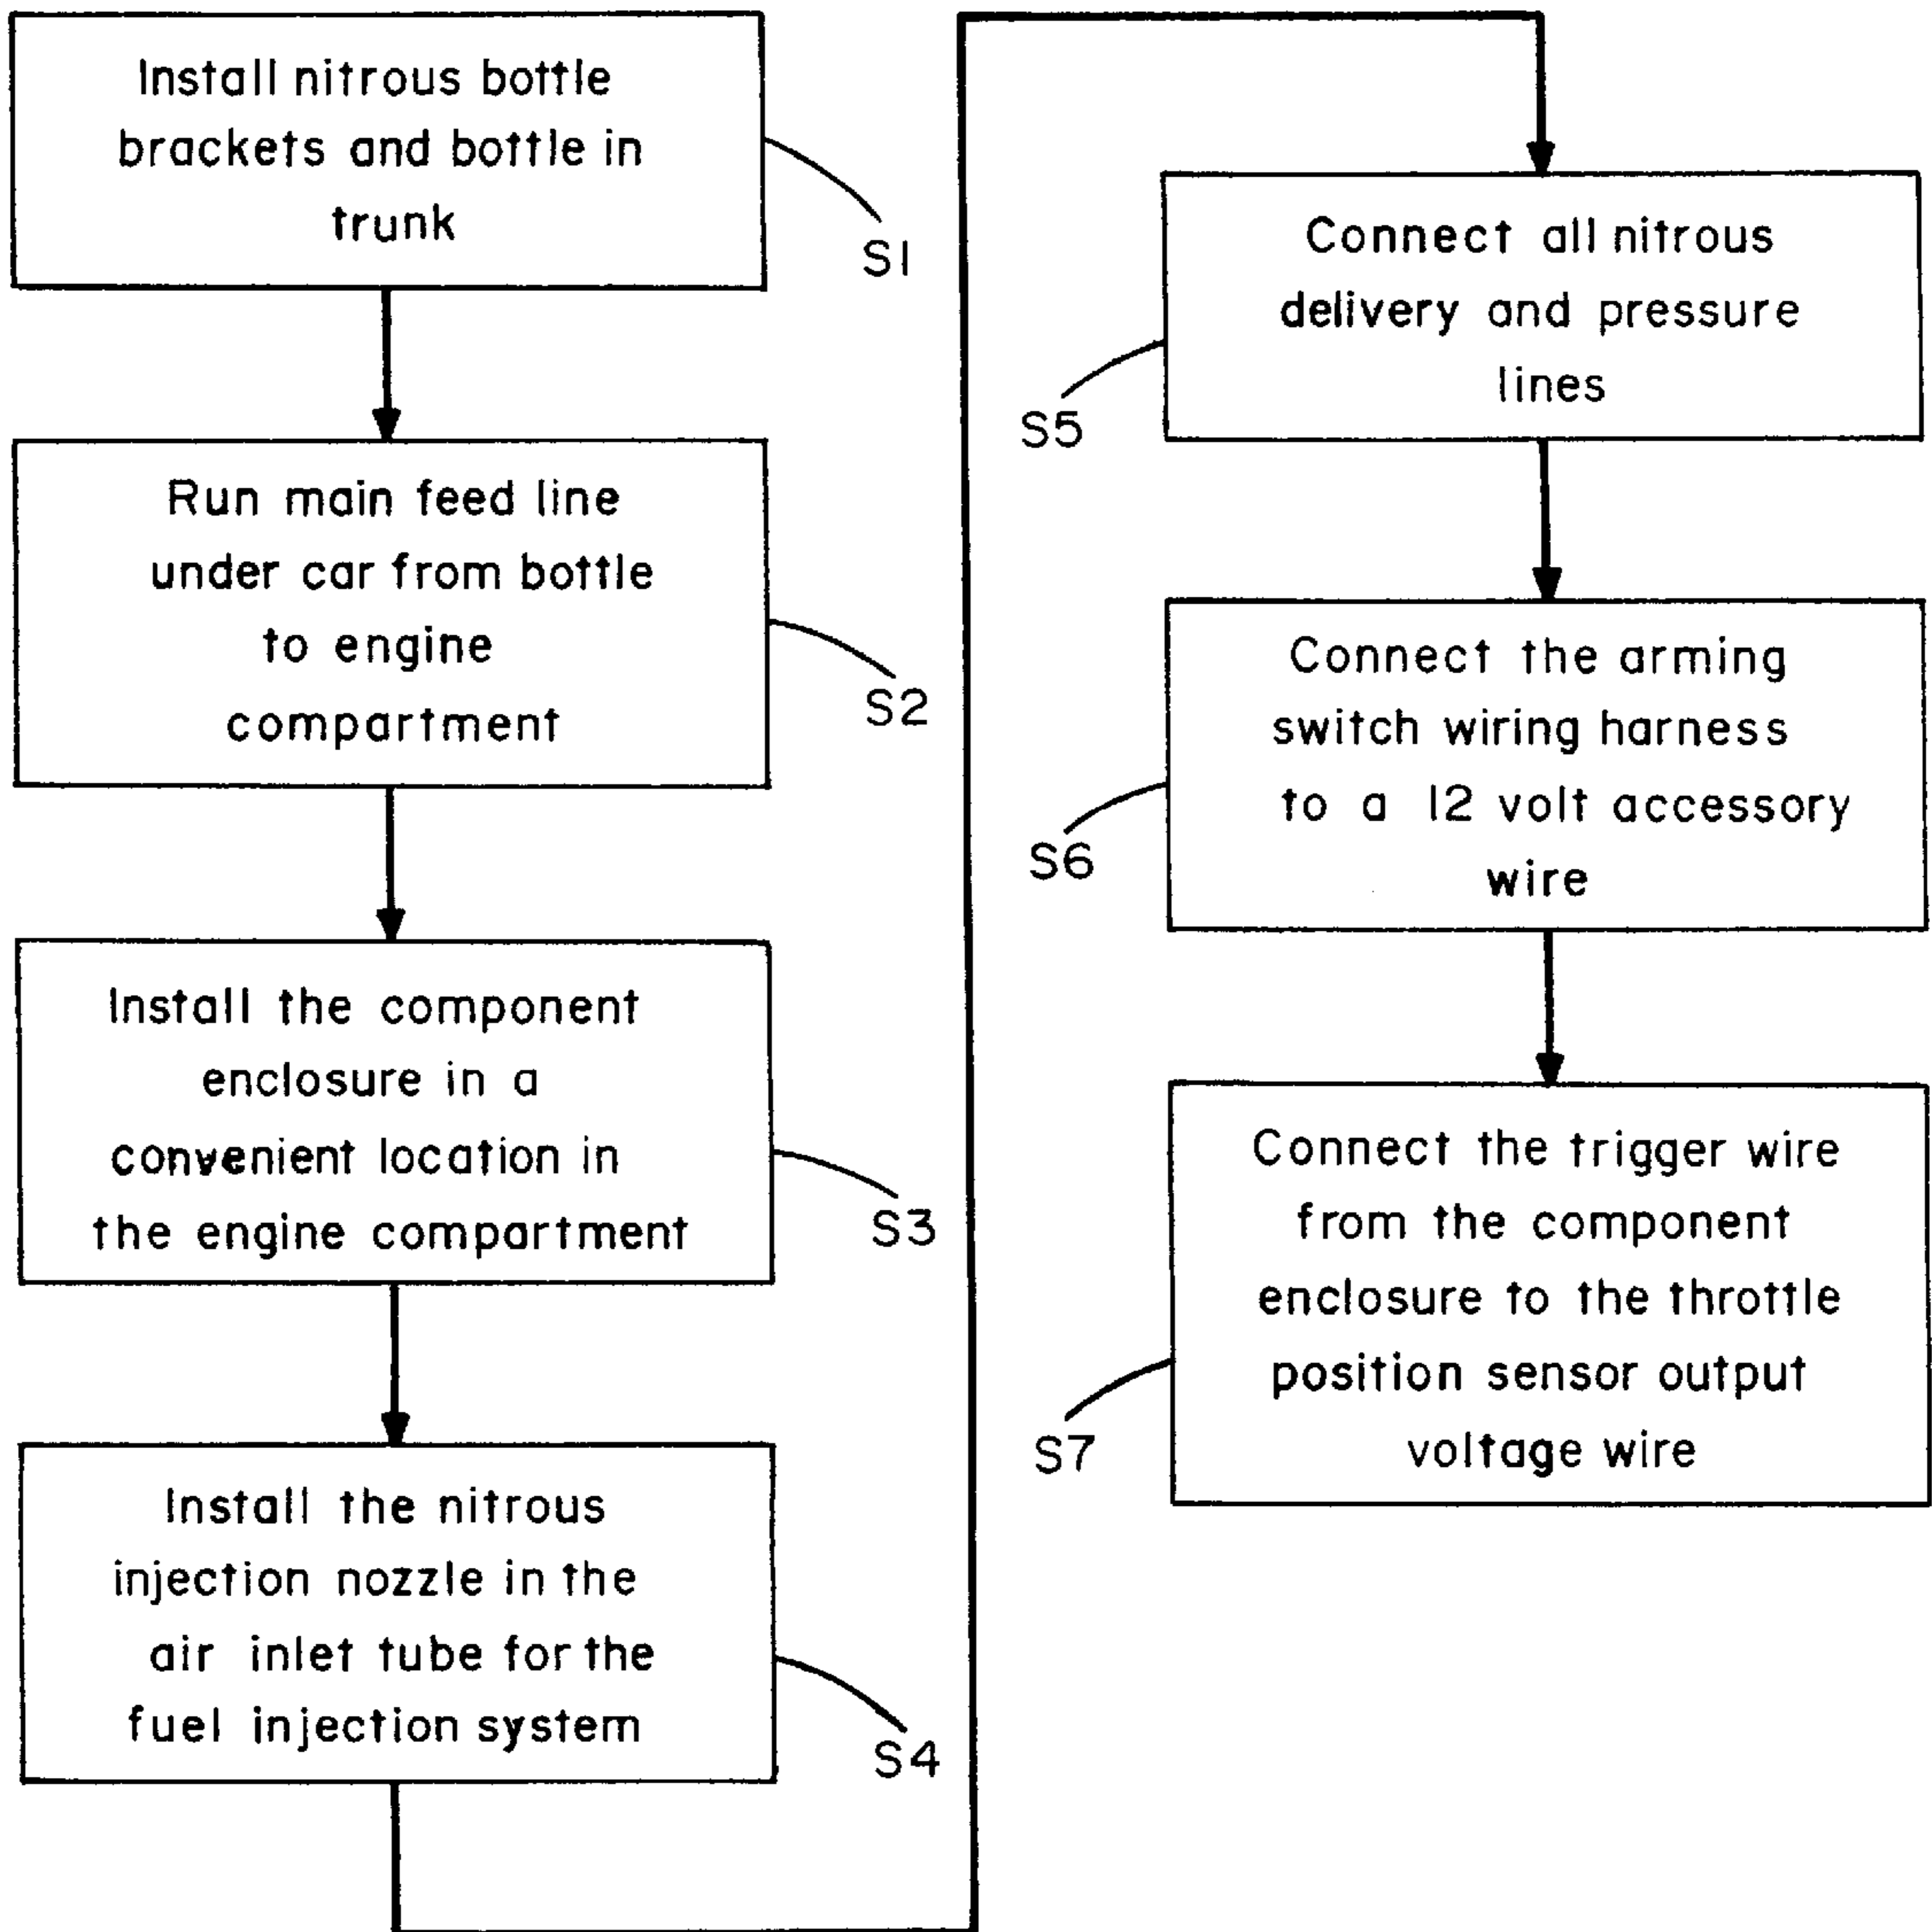 Install nitrous bottle
brackets and bottle in
trunk
S1
Run main feed line
under car from bottle
to engine
compartment
S2
Install the component
enclosure in a
convenient location in
the engine compartment
S3
Install the nitrous
injection nozzle in the
air inlet tube for the
fuel injection system
S4
Connect all nitrous
delivery and pressure
lines
S5
Connect the arming
switch wiring harness
to a 12 volt accessory
wire
S6
Connect the trigger wire
from the component
enclosure to the throttle
position sensor output
voltage wire
S7